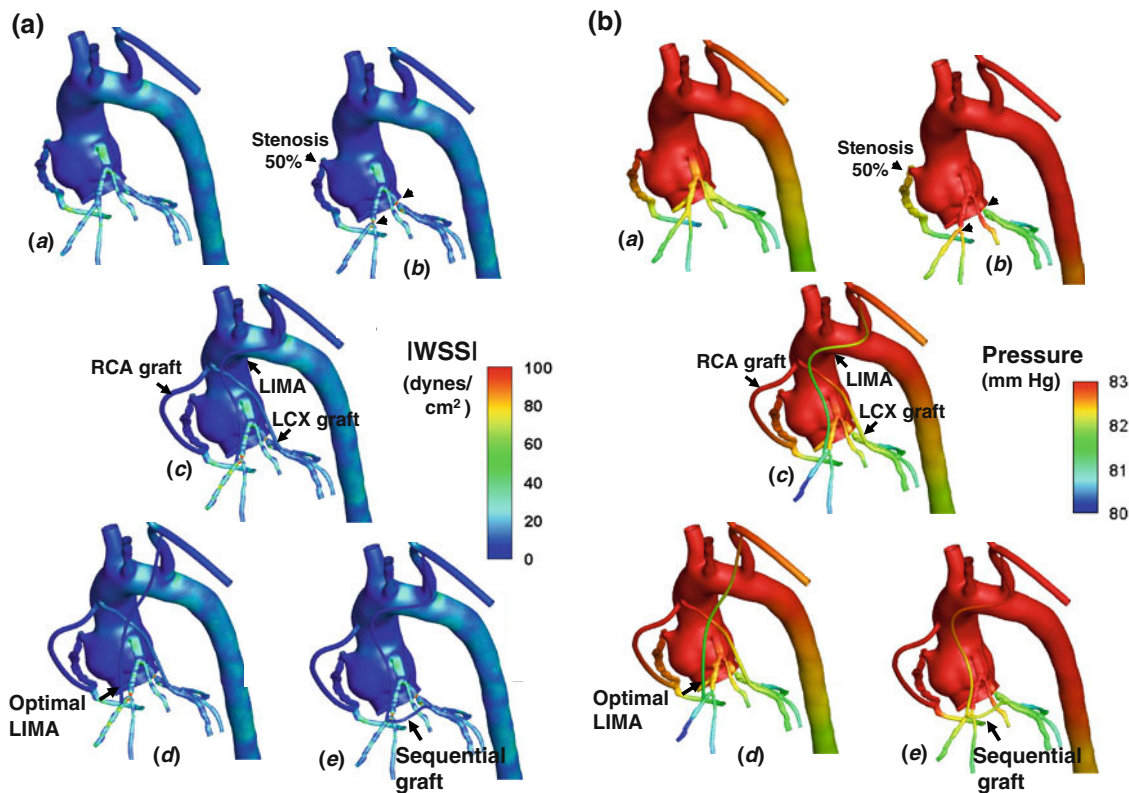 (a)
Stenosis
50%
(a)
(b)
RCA graft
LIMA
LCX graft
(c)
|WSS|
(dynes/
cm²)
100
80
60
40
20
0
Optimal
LIMA
(d)
(e)
Sequential
graft
(b)
Stenosis
50%
(a)
(b)
RCA graft
LIMA
LCX graft
(c)
Pressure
(mm Hg)
83
82
81
80
Optimal
LIMA
(d)
(e)
Sequential
graft